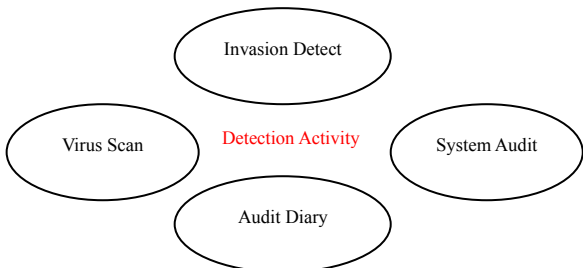 Invasion Detect
Virus Scan
Detection Activity
System Audit
Audit Diary